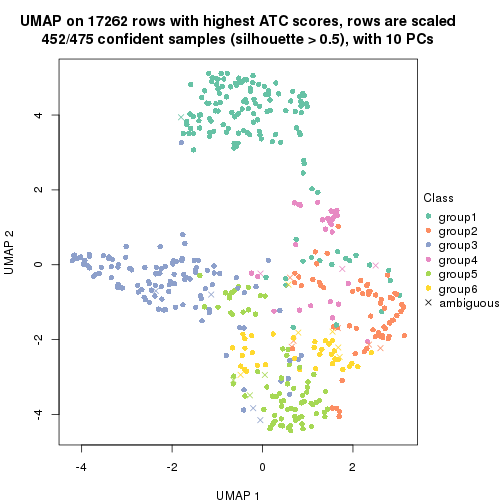 UMAP on 17262 rows with highest ATC scores, rows are scaled
452/475 confident samples (silhouette > 0.5), with 10 PCs
UMAP 2
4
2
0
-2
-4
-4
-2
0
2
UMAP 1
Class
group1
group2
group3
group4
group5
group6
ambiguous